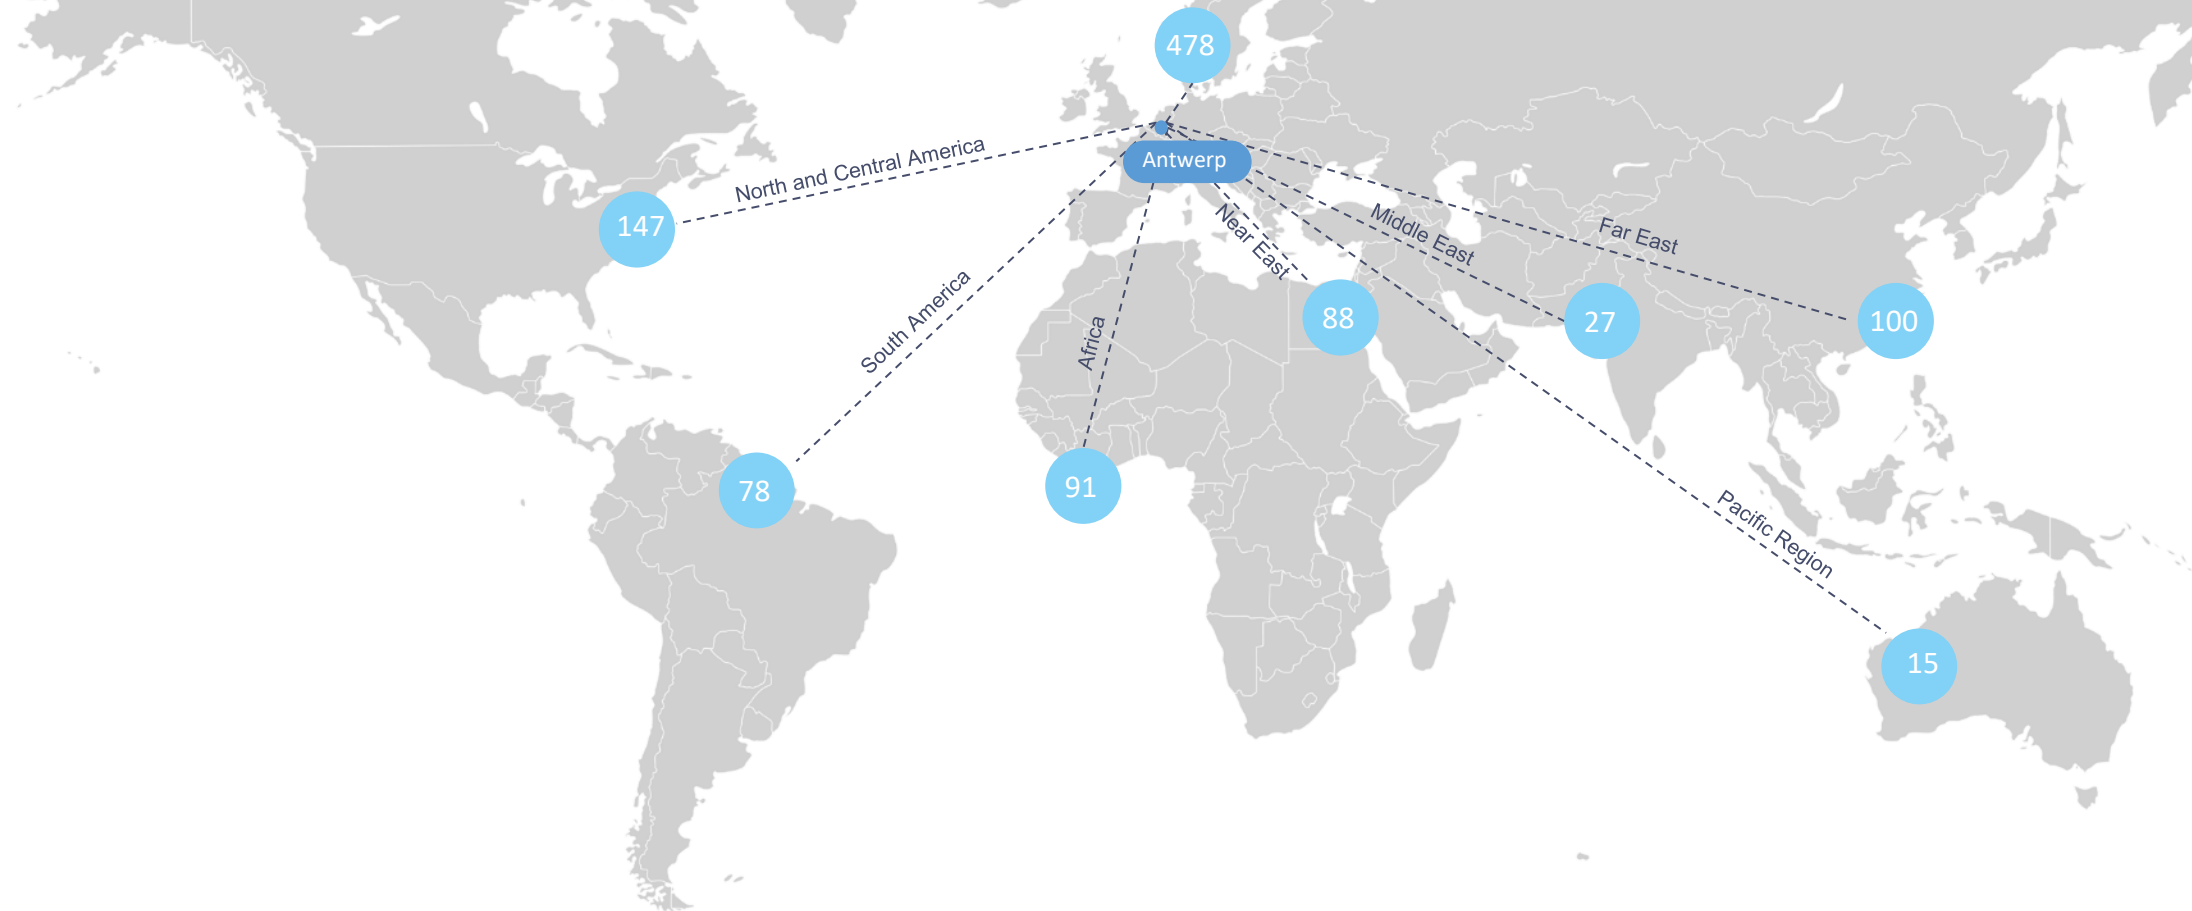 478
Antwerp
North and Central America
147
South America
78
Africa
91
Near East
88
Middle East
27
Far East
100
Pacific Region
15